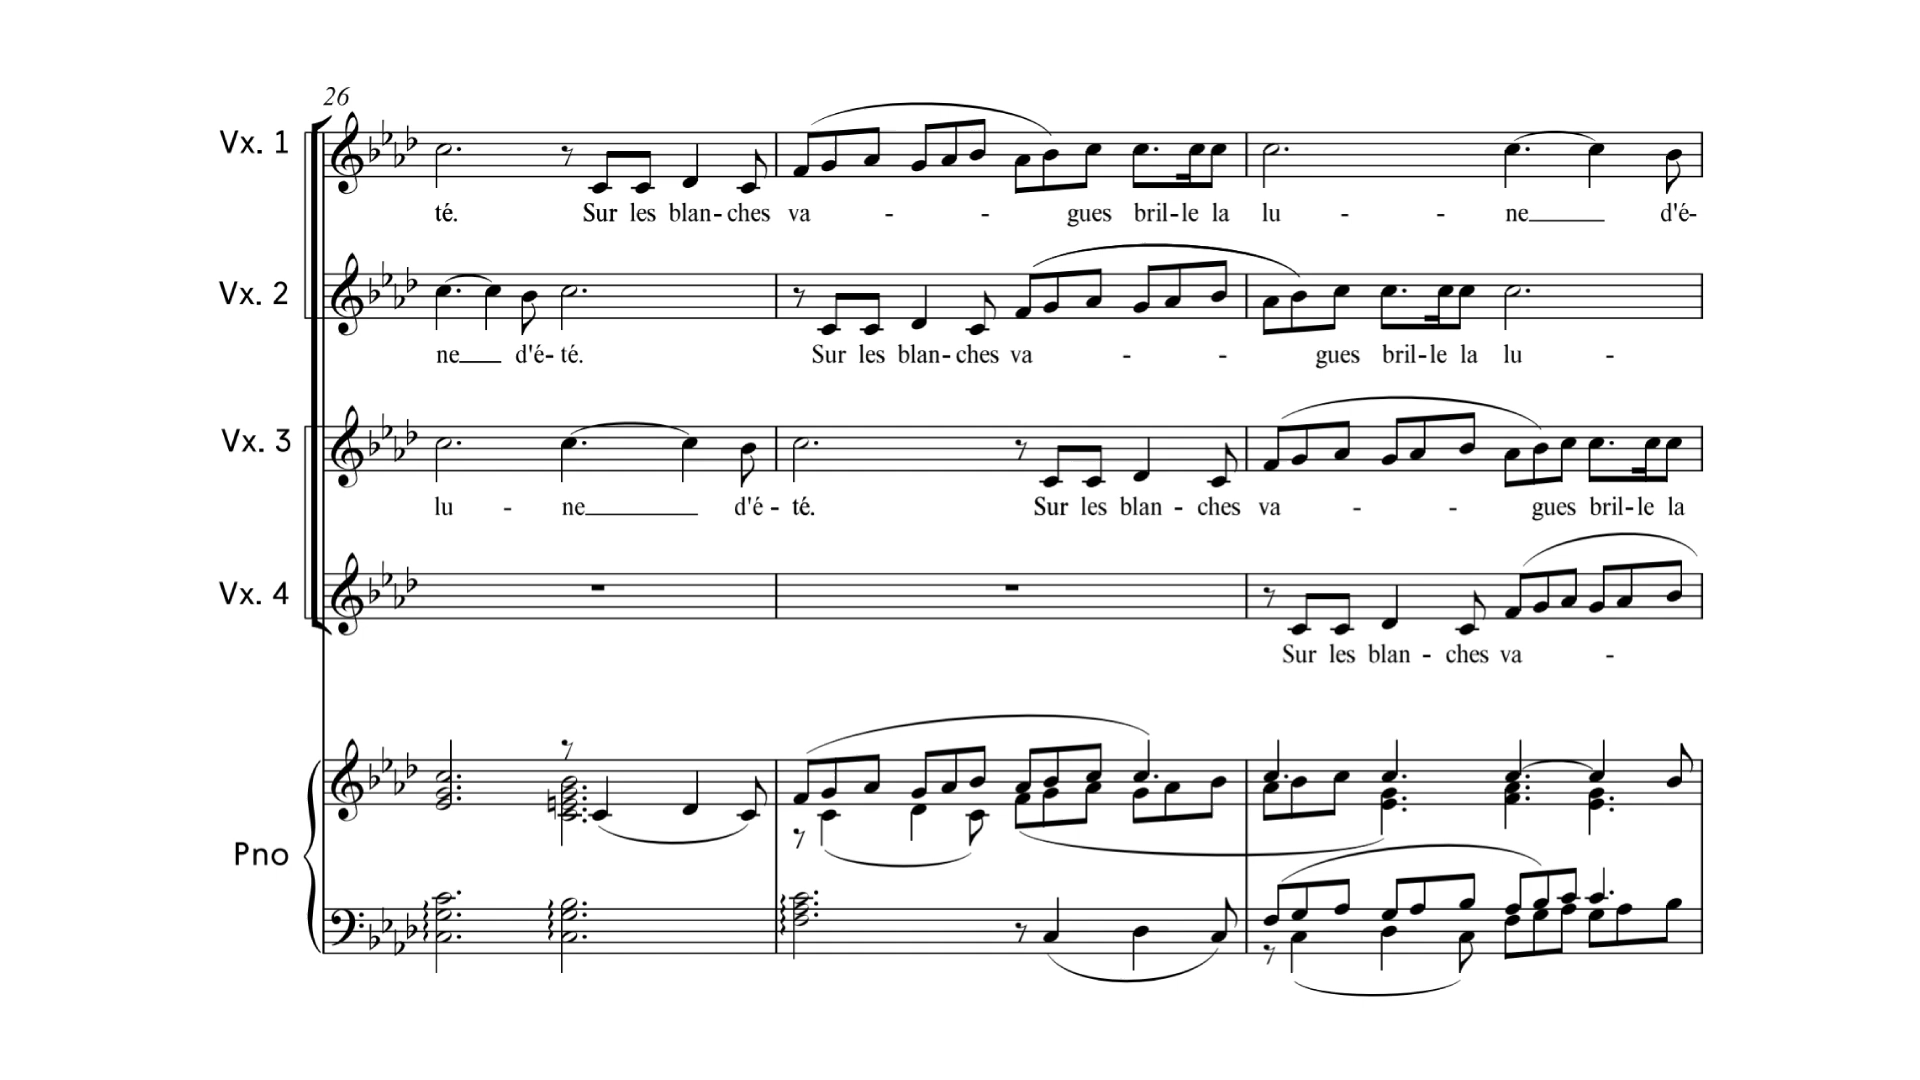 26
Vx. 1
té. Sur les blan-ches va - - gues bril-le la lu - - ne d'é-
Vx. 2
ne d'é-té. Sur les blan-ches va - - gues bril-le la lu -
Vx. 3
lu - ne d'é-té. Sur les blan-ches va - - gues bril-le la
Vx. 4
Sur les blan-ches va -
Pno